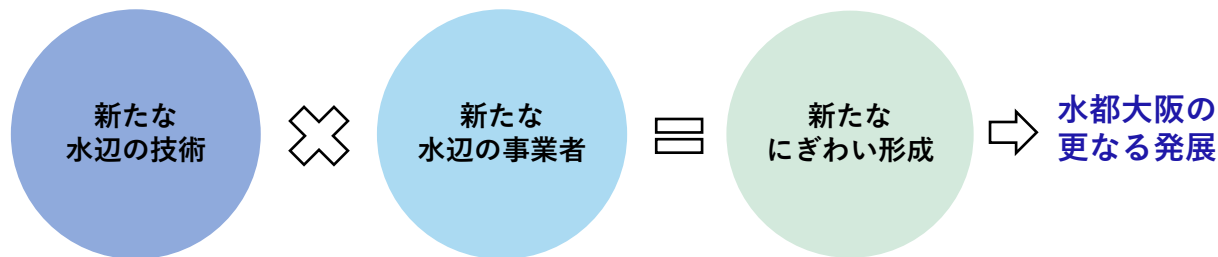 新たな
水辺の技術
新たな
水辺の事業者
新たな
にぎわい形成
水都大阪の
更なる発展